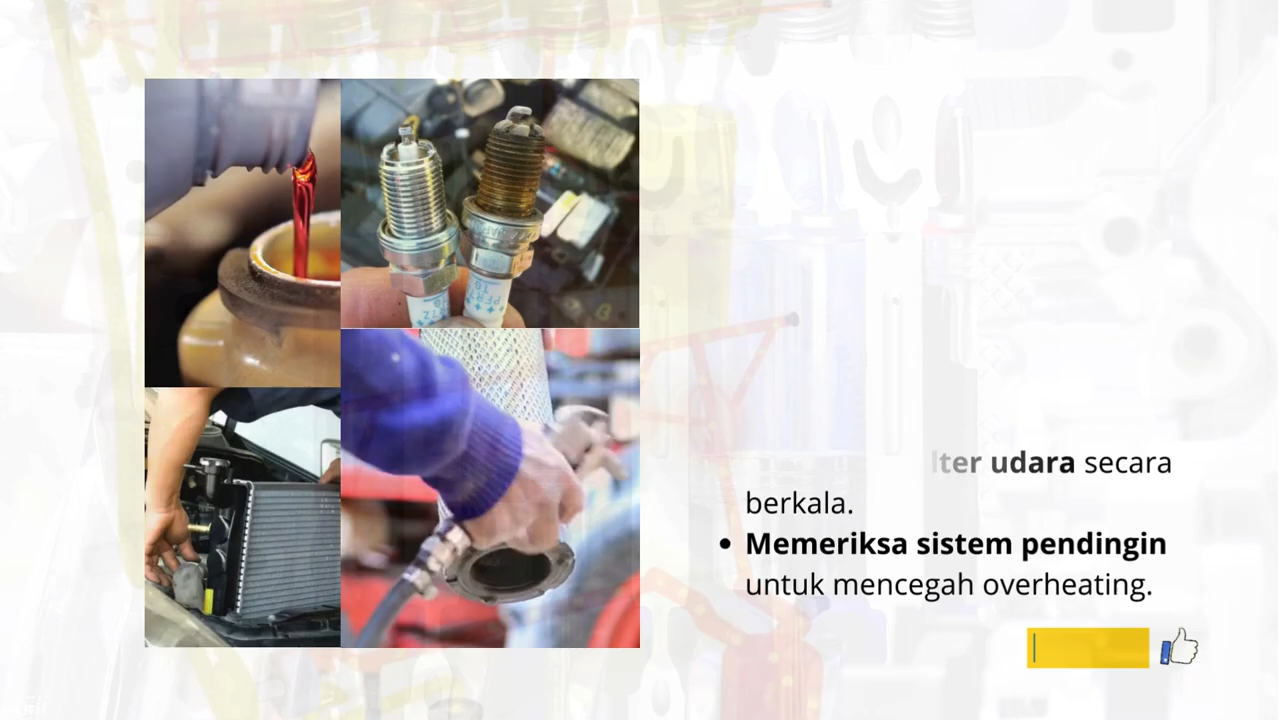 lter udara secara
berkala.
• Memeriksa sistem pendingin
untuk mencegah overheating.